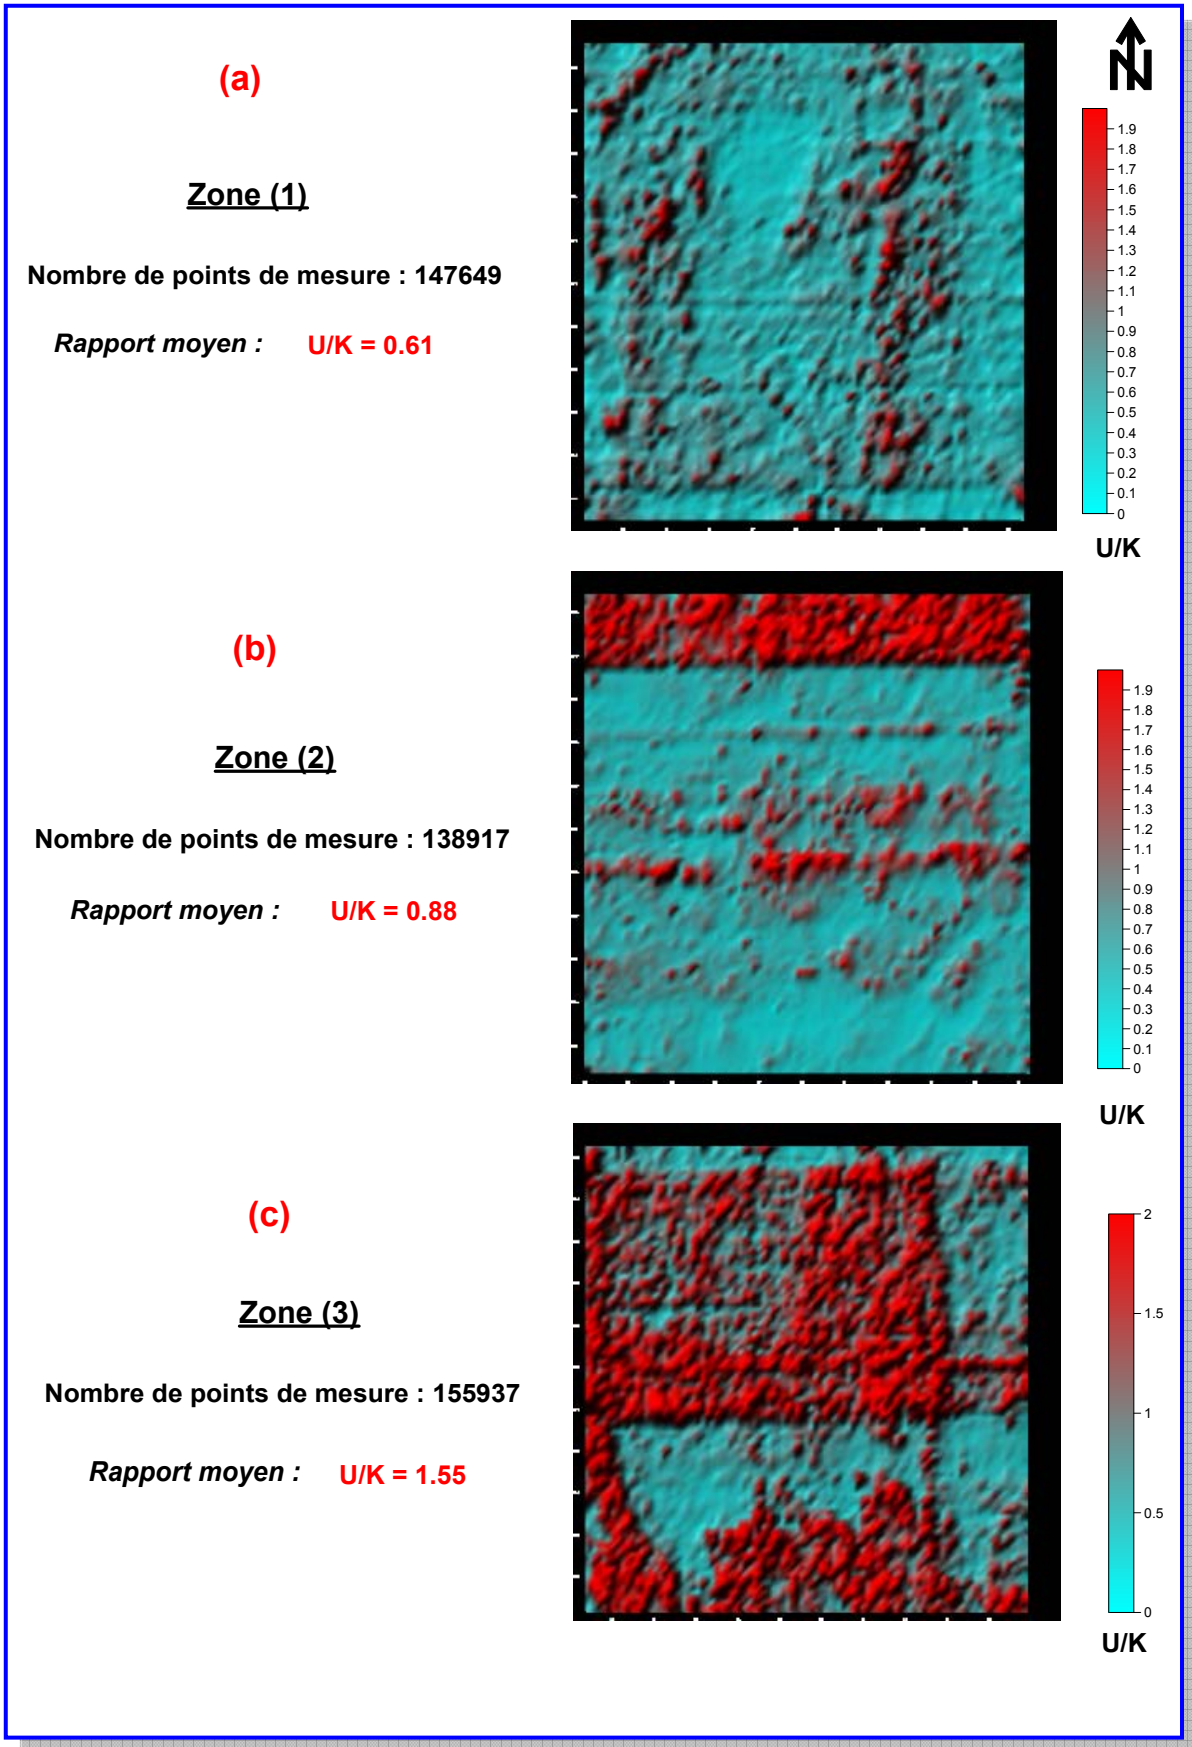 (a)
Zone (1)
Nombre de points de mesure : 147649
Rapport moyen : U/K = 0.61
N
1.9
1.8
1.7
1.6
1.5
1.4
1.3
1.2
1.1
1
0.9
0.8
0.7
0.6
0.5
0.4
0.3
0.2
0.1
0
U/K
(b)
Zone (2)
Nombre de points de mesure : 138917
Rapport moyen : U/K = 0.88
1.9
1.8
1.7
1.6
1.5
1.4
1.3
1.2
1.1
1
0.9
0.8
0.7
0.6
0.5
0.4
0.3
0.2
0.1
0
U/K
(c)
Zone (3)
Nombre de points de mesure : 155937
Rapport moyen : U/K = 1.55
2
1.5
1
0.5
0
U/K